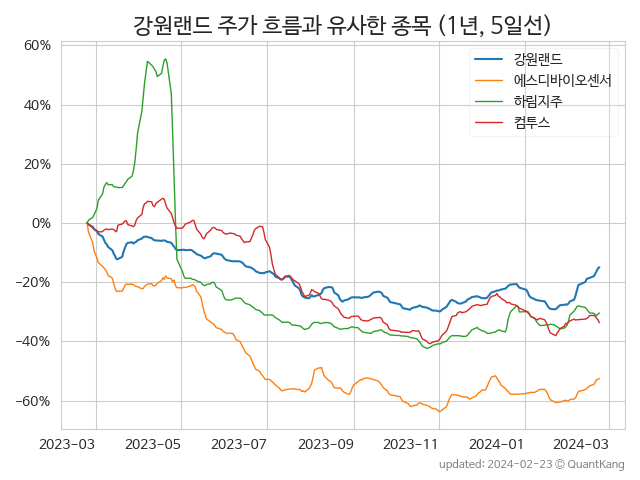 강원랜드 주가 흐름과 유사한 종목 (1년, 5일선)
60%
40%
20%
0%
−20%
−40%
−60%
강원랜드
에스디바이오센서
하림지주
컴투스
2023-03 2023-05 2023-07 2023-09 2023-11 2024-01 2024-03
updated: 2024-02-23 © QuantKang